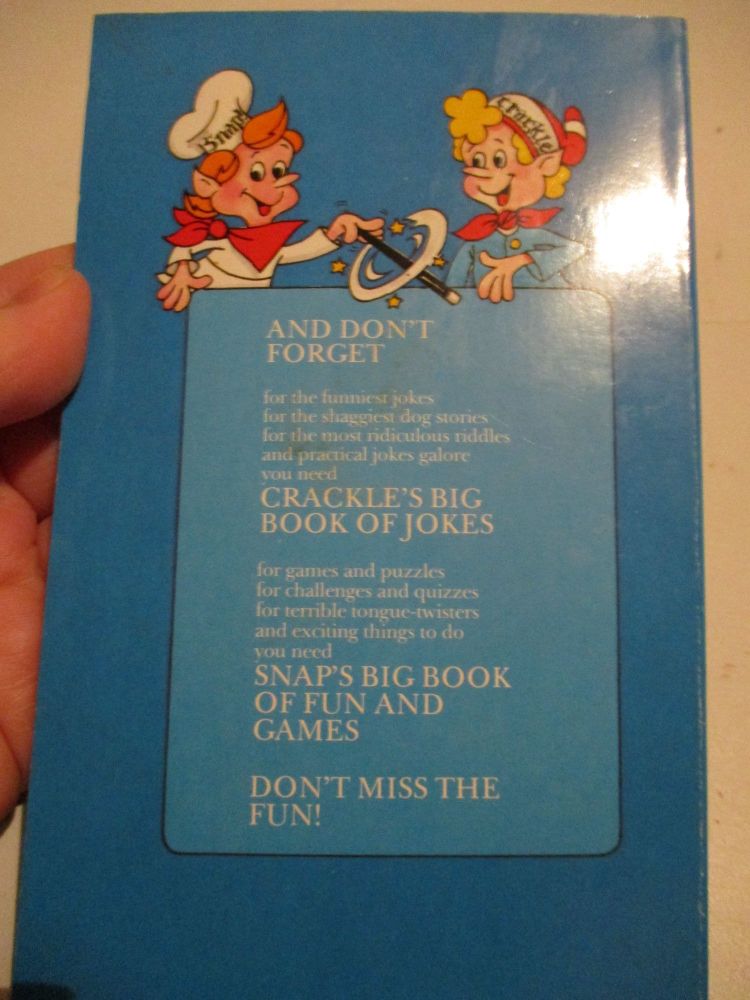 Snap!
Crackle
AND DON'T
FORGET
for the funniest jokes
for the shaggiest dog stories
for the most ridiculous riddles
and practical jokes galore
you need
CRACKLE'S BIG
BOOK OF JOKES
for games and puzzles
for challenges and quizzes
for terrible tongue-twisters
and exciting things to do
you need
SNAP'S BIG BOOK
OF FUN AND
GAMES
DON'T MISS THE
FUN!